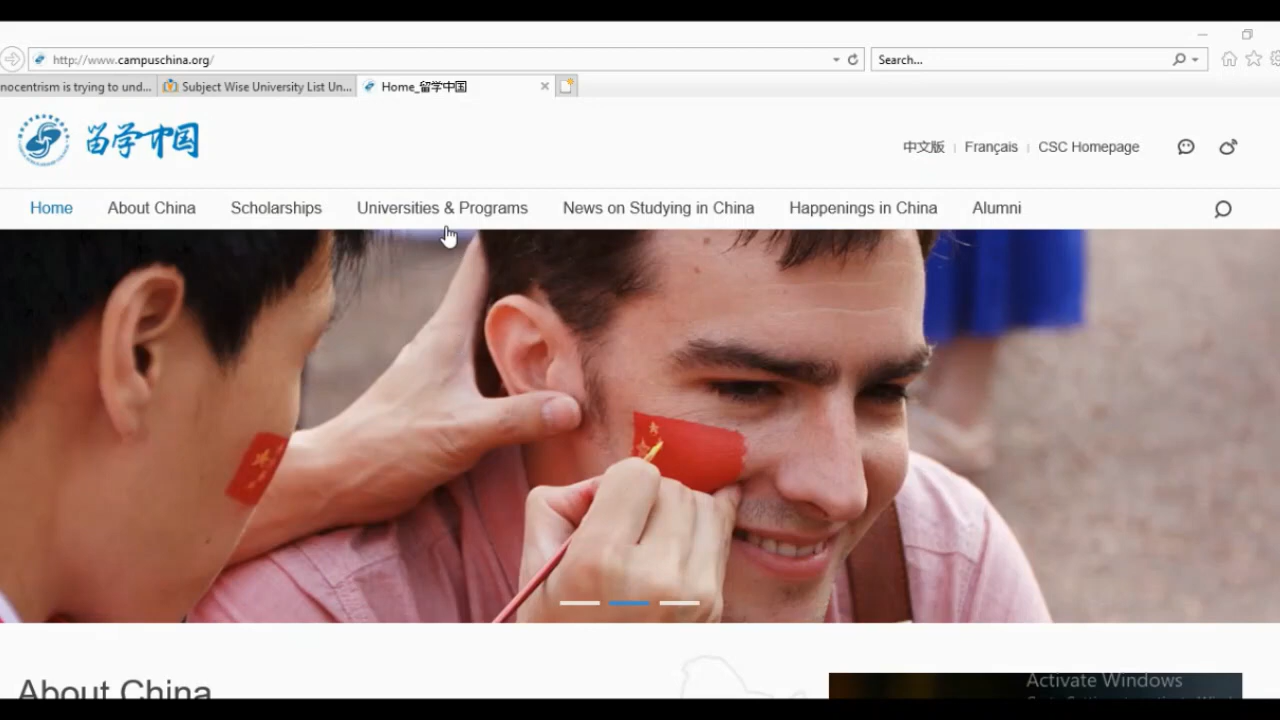 http://www.campuschina.org/
Search...
nocentrism is trying to und...
Subject Wise University List Un...
Home_留学中国
留学中国
中文版
Français
CSC Homepage
Home
About China
Scholarships
Universities & Programs
News on Studying in China
Happenings in China
Alumni
About China
Activate Windows